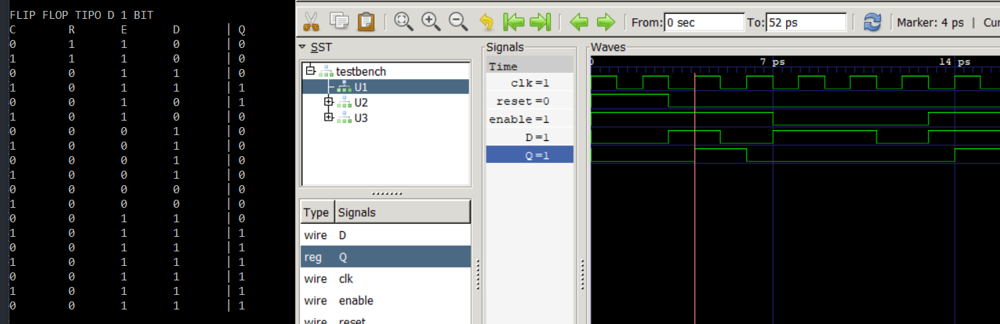 FLIP FLOP TIPO D 1 BIT
C R E D | Q
0 1 1 0 | 0
1 1 1 0 | 0
0 0 1 1 | 0
1 0 1 1 | 1
0 0 1 0 | 1
1 0 1 0 | 0
0 0 0 1 | 0
1 0 0 1 | 0
0 0 0 1 | 0
1 0 0 1 | 0
0 0 0 0 | 0
1 0 0 0 | 0
0 0 1 1 | 0
1 0 1 1 | 1
0 0 1 1 | 1
1 0 1 1 | 1
0 0 1 1 | 1
1 0 1 1 | 1
0 0 1 1 | 1
From: 0 sec To: 52 ps Marker: 4 ps | Cur
SST
testbench
U1
U2
U3
Type Signals
wire D
reg Q
wire clk
wire enable
wire reset
Signals
Time
clk=1
reset=0
enable=1
D=1
Q=1
Waves
0 7 ps 14 ps